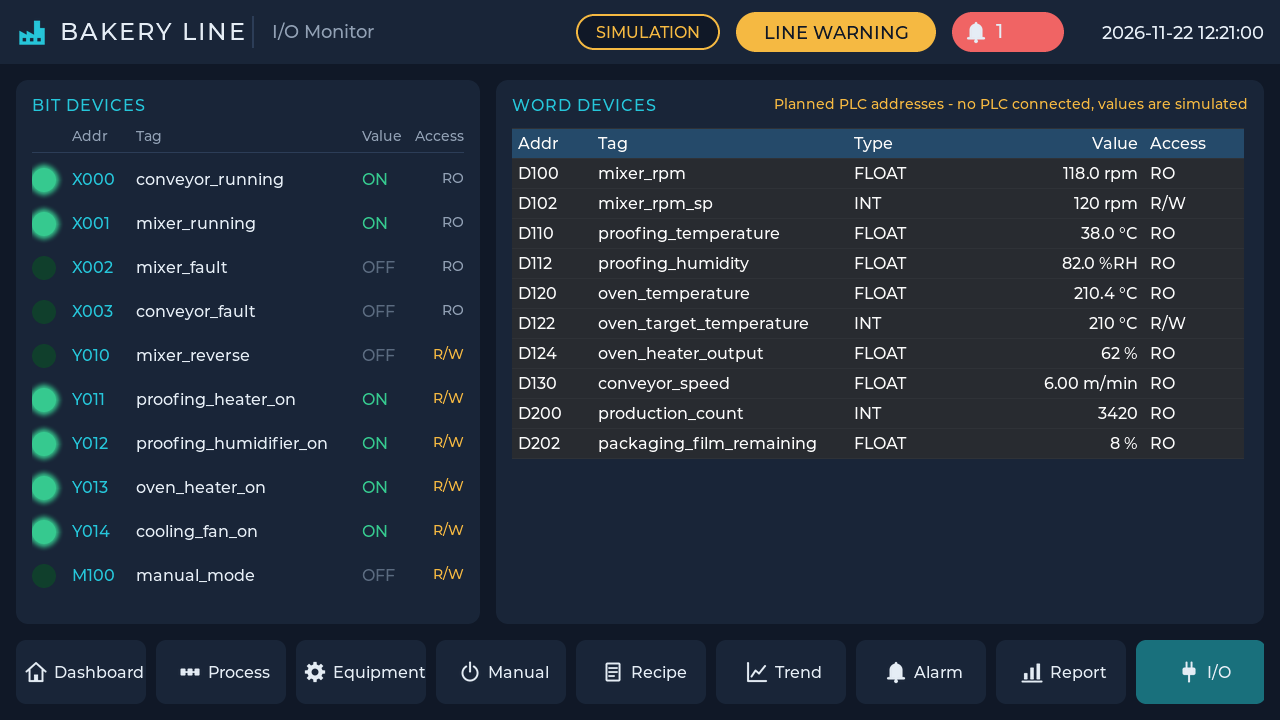 BAKERY LINE
I/O Monitor
SIMULATION
LINE WARNING
1
2026-11-22 12:21:00
BIT DEVICES
Addr Tag Value Access
X000 conveyor_running ON RO
X001 mixer_running ON RO
X002 mixer_fault OFF RO
X003 conveyor_fault OFF RO
Y010 mixer_reverse OFF R/W
Y011 proofing_heater_on ON R/W
Y012 proofing_humidifier_on ON R/W
Y013 oven_heater_on ON R/W
Y014 cooling_fan_on ON R/W
M100 manual_mode OFF R/W
WORD DEVICES
Planned PLC addresses - no PLC connected, values are simulated
Addr Tag Type Value Access
D100 mixer_rpm FLOAT 118.0 rpm RO
D102 mixer_rpm_sp INT 120 rpm R/W
D110 proofing_temperature FLOAT 38.0 °C RO
D112 proofing_humidity FLOAT 82.0 %RH RO
D120 oven_temperature FLOAT 210.4 °C RO
D122 oven_target_temperature INT 210 °C R/W
D124 oven_heater_output FLOAT 62 % RO
D130 conveyor_speed FLOAT 6.00 m/min RO
D200 production_count INT 3420 RO
D202 packaging_film_remaining FLOAT 8 % RO
Dashboard
Process
Equipment
Manual
Recipe
Trend
Alarm
Report
I/O